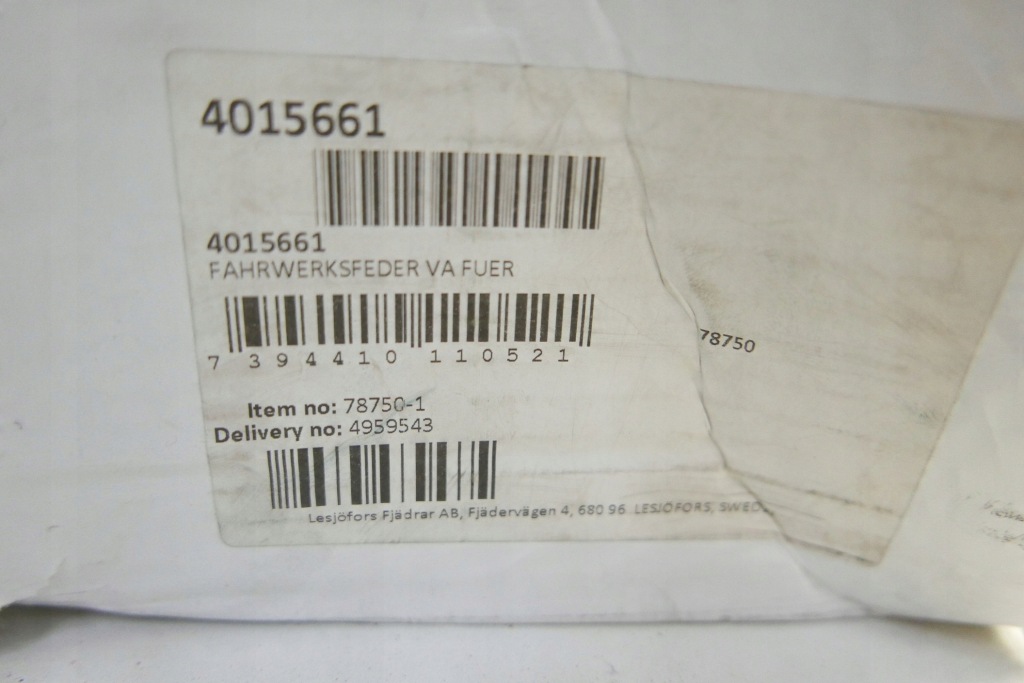 4015661
4015661
FAHRWERKSFEDER VA FUER
7 394410 110521
78750
Item no: 78750-1
Delivery no: 4959543
Lesjöfors Fjädrar AB, Fjädervägen 4, 680 96 LESJÖFORS,